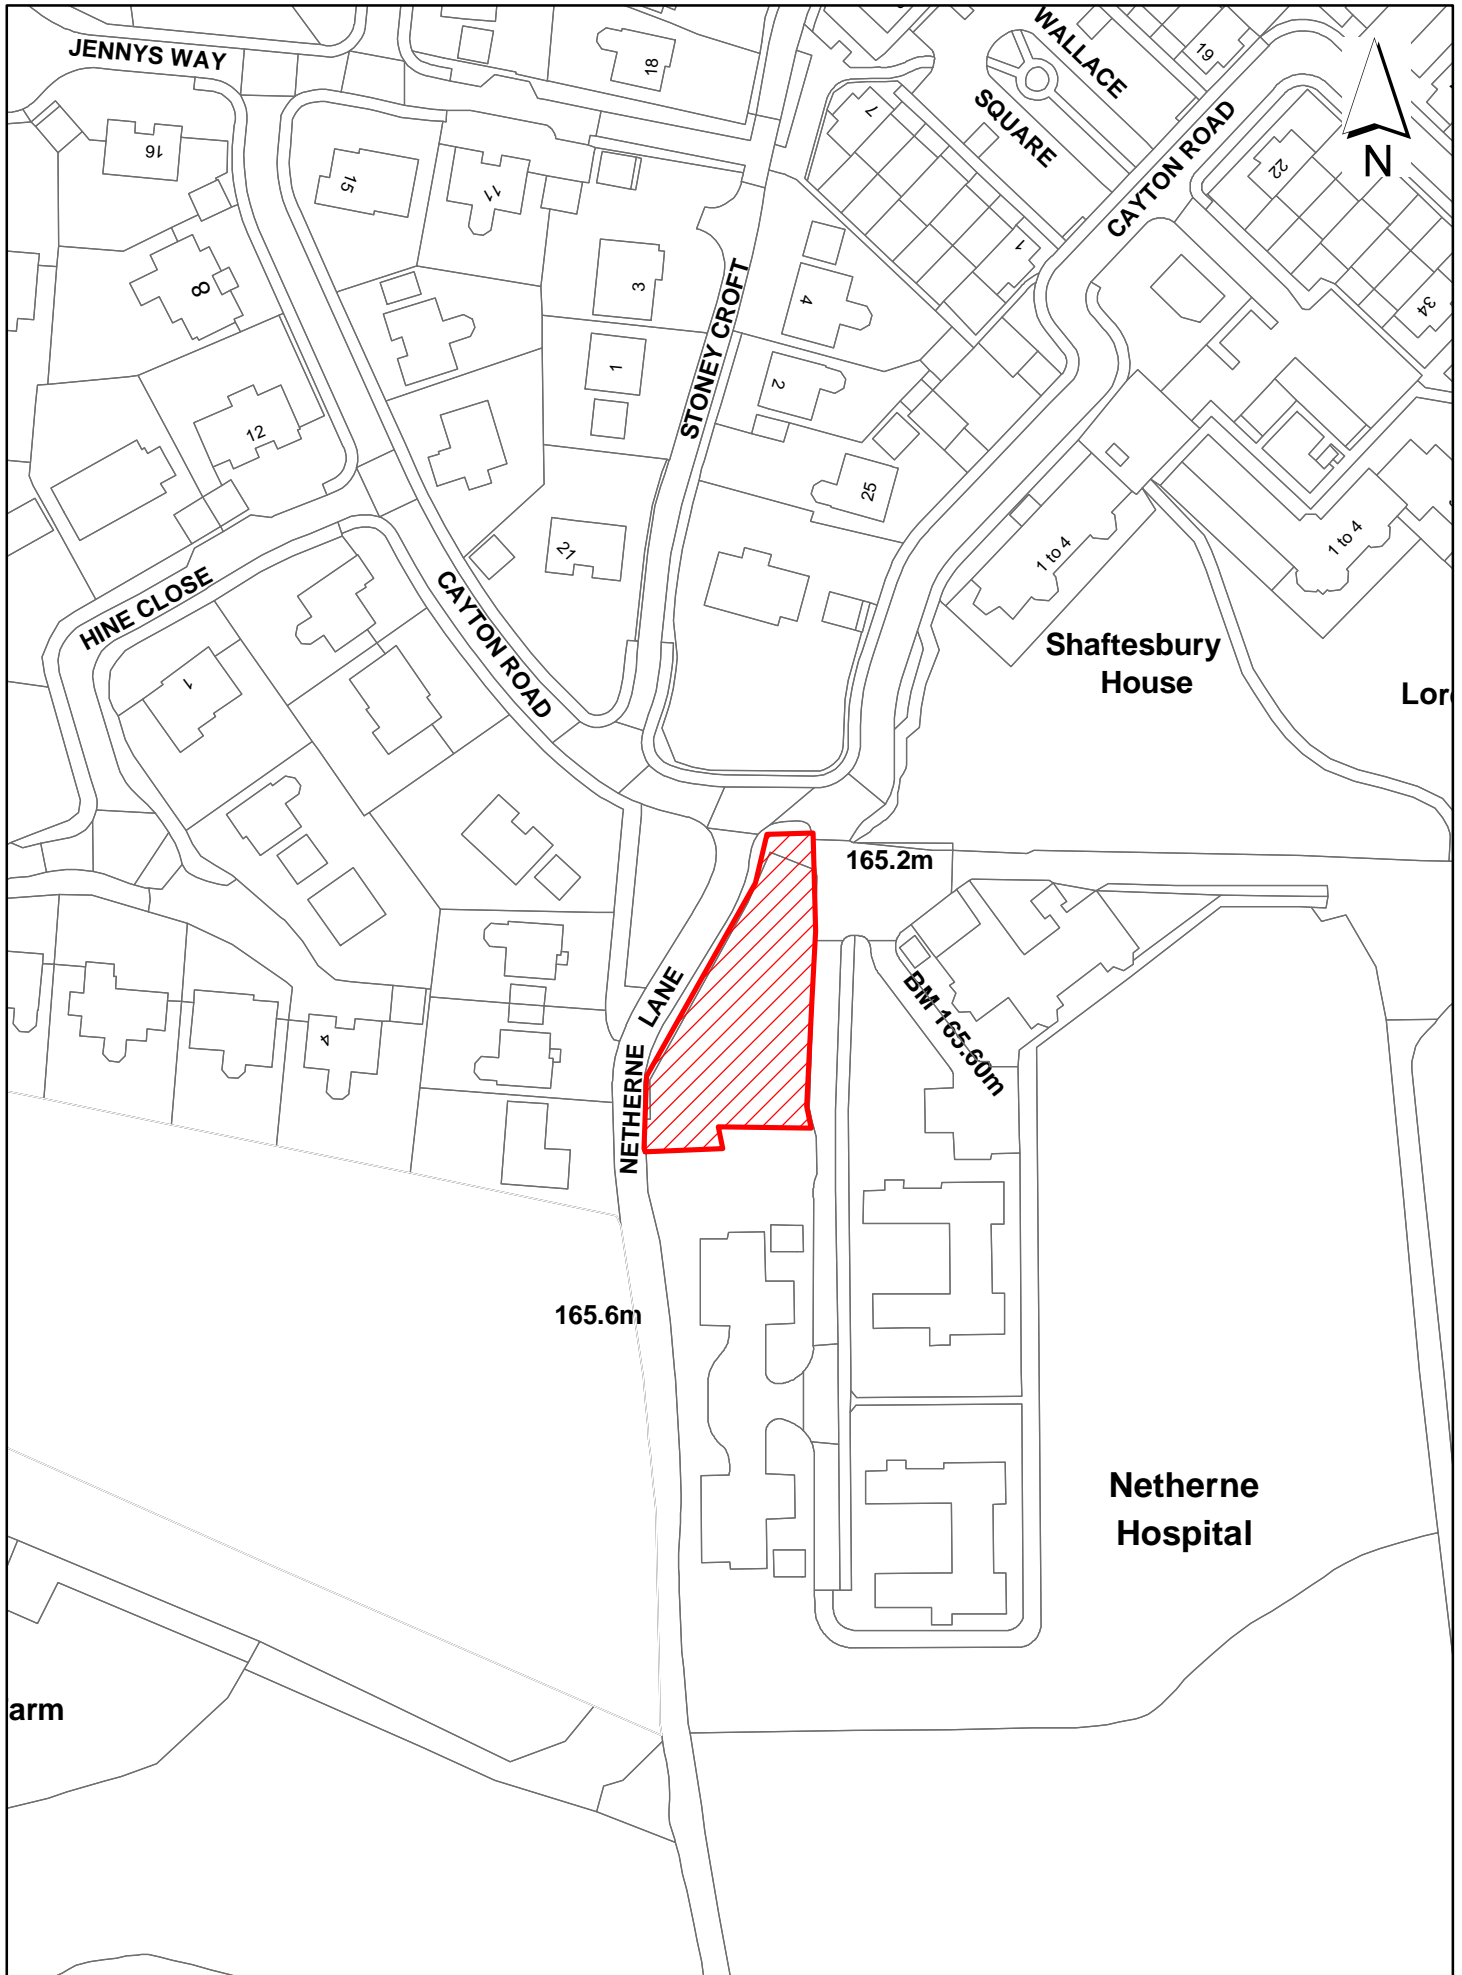 JENNYS WAY
18
WALLACE
SQUARE
19
7
CAYTON ROAD
22
N
16
15
17
1
8
3
4
STONEY CROFT
34
1
2
12
25
21
1 to 4
1 to 4
HINE CLOSE
CAYTON ROAD
Shaftesbury
House
1
165.2m
NETHERNE LANE
BM 165.60m
4
165.6m
Netherne
Hospital